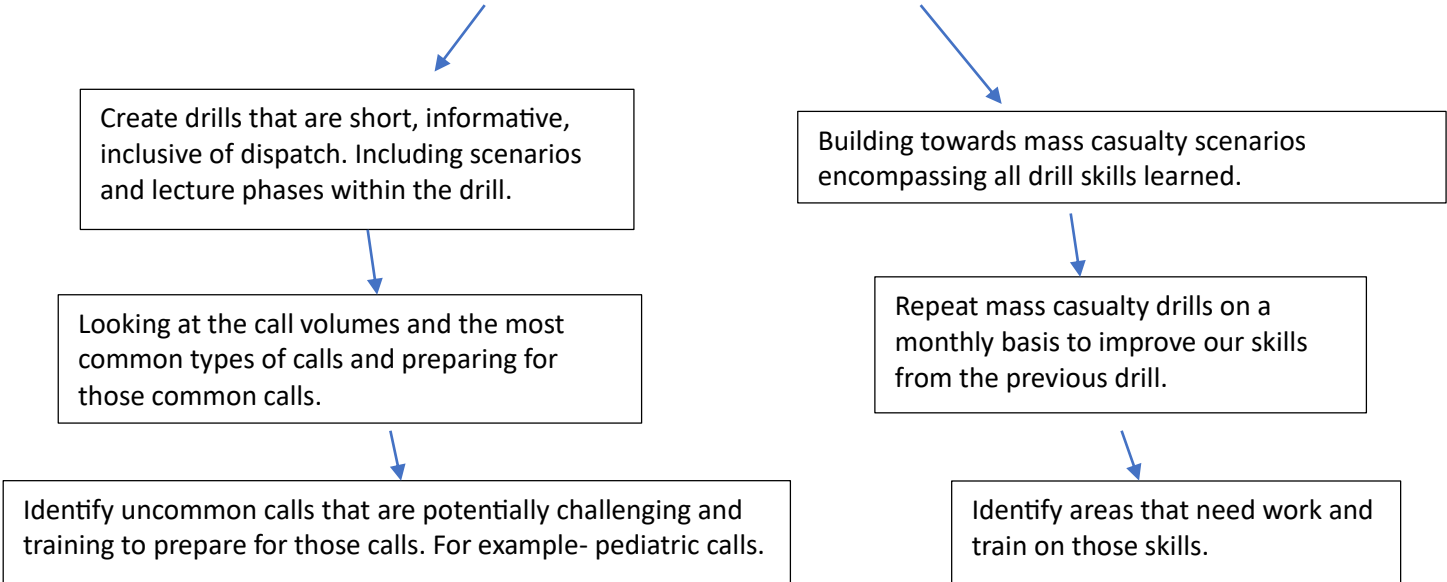 Create drills that are short, informative,
inclusive of dispatch. Including scenarios
and lecture phases within the drill.
Looking at the call volumes and the most
common types of calls and preparing for
those common calls.
Identify uncommon calls that are potentially challenging and
training to prepare for those calls. For example- pediatric calls.
Building towards mass casualty scenarios
encompassing all drill skills learned.
Repeat mass casualty drills on a
monthly basis to improve our skills
from the previous drill.
Identify areas that need work and
train on those skills.